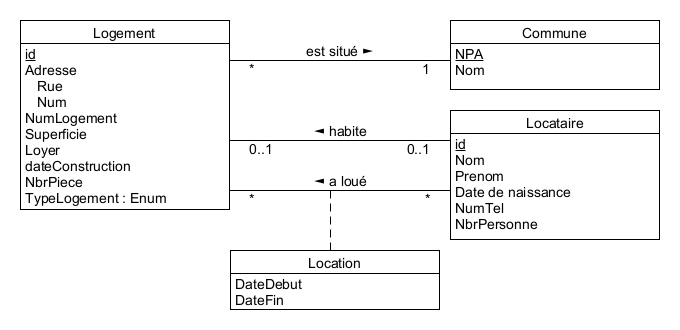 Logement
id
Adresse
Rue
Num
NumLogement
Superficie
Loyer
dateConstruction
NbrPiece
TypeLogement : Enum
est situé ►
* 1
Commune
NPA
Nom
◄ habite
0..1 0..1
◄ a loué
* *
Locataire
id
Nom
Prenom
Date de naissance
NumTel
NbrPersonne
Location
DateDebut
DateFin